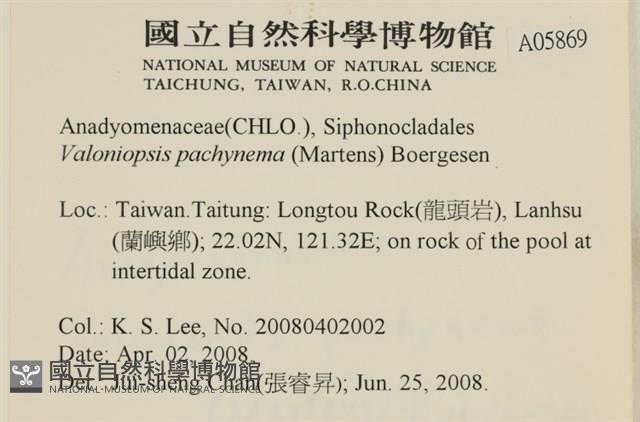 國立自然科學博物館
A05869
NATIONAL MUSEUM OF NATURAL SCIENCE
TAICHUNG, TAIWAN, R.O.CHINA
Anadyomenaceae(CHLO.), Siphonocladales
Valoniopsis pachynema (Martens) Boergesen
Loc.: Taiwan.Taitung: Longtou Rock(龍頭岩), Lanhsu
(蘭嶼鄉); 22.02N, 121.32E; on rock of the pool at
intertidal zone.
Col.: K. S. Lee, No. 20080402002
Date: Apr. 02, 2008.
國立自然科學博物館
Det.: Jui-sheng Chan(張睿昇); Jun. 25, 2008.
NATIONAL MUSEUM OF NATURAL SCIENCE